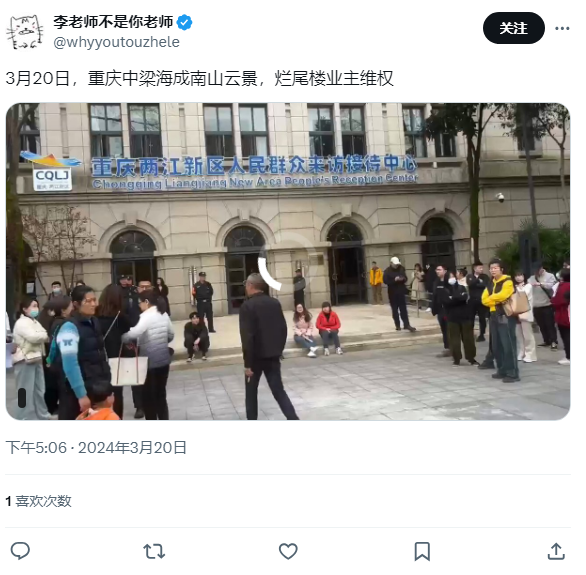 李老师不是你老师
@whyyoutouzhele
关注
3月20日，重庆中梁海成南山云景，烂尾楼业主维权
CQLJ
重庆两江新区人民群众来访接待中心
Chongqing Liangjiang New Area People's Reception Center
下午5:06 · 2024年3月20日
1 喜欢次数